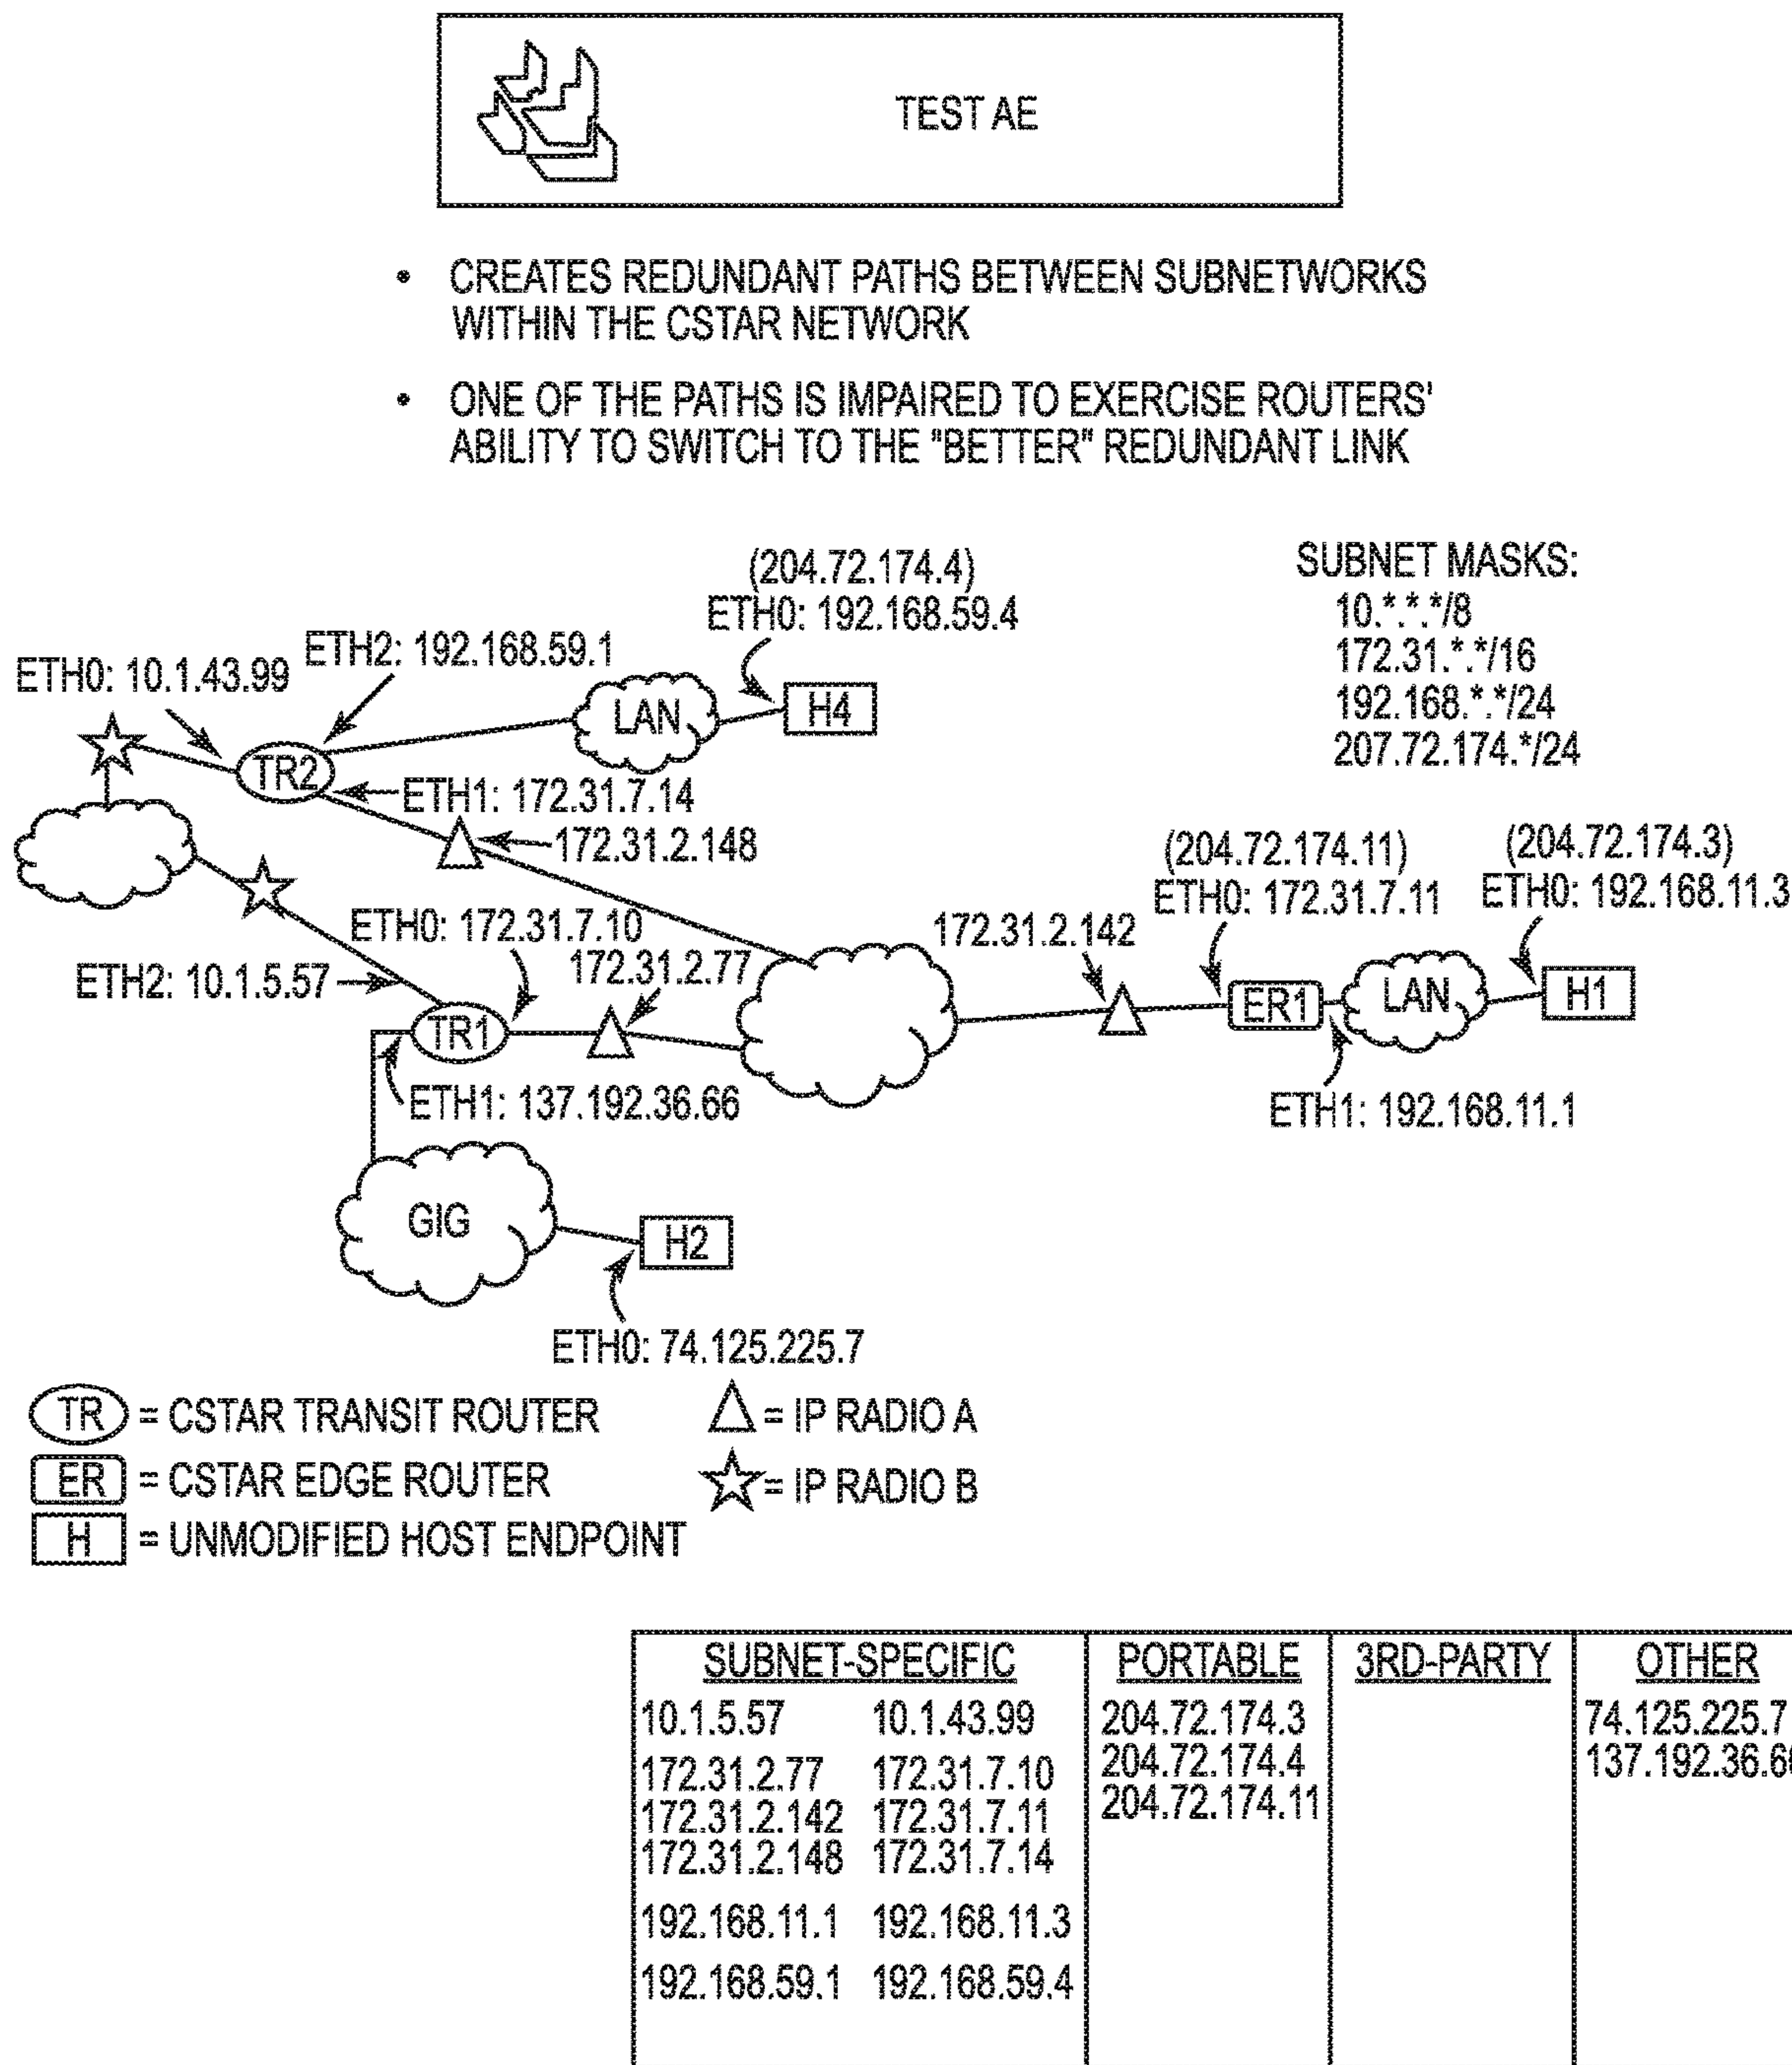 TEST AE
• CREATES REDUNDANT PATHS BETWEEN SUBNETWORKS
WITHIN THE CSTAR NETWORK
• ONE OF THE PATHS IS IMPAIRED TO EXERCISE ROUTERS'
ABILITY TO SWITCH TO THE "BETTER" REDUNDANT LINK
(204.72.174.4)
ETH0: 192.168.59.4
SUBNET MASKS:
10.*.*.*/8
172.31.*.*/16
192.168.*.*/24
207.72.174.*/24
ETH2: 192.168.59.1
ETH0: 10.1.43.99
LAN
H4
TR2
ETH1: 172.31.7.14
172.31.2.148
(204.72.174.11)
ETH0: 172.31.7.11
(204.72.174.3)
ETH0: 192.168.11.3
ETH0: 172.31.7.10
172.31.2.77
172.31.2.142
ETH2: 10.1.5.57
TR1
ER1
LAN
H1
ETH1: 137.192.36.66
ETH1: 192.168.11.1
GIG
H2
ETH0: 74.125.225.7
TR = CSTAR TRANSIT ROUTER
= IP RADIO A
ER = CSTAR EDGE ROUTER
= IP RADIO B
H = UNMODIFIED HOST ENDPOINT
SUBNET-SPECIFIC PORTABLE 3RD-PARTY OTHER
10.1.5.57 10.1.43.99 204.72.174.3 74.125.225.7
172.31.2.77 172.31.7.10 204.72.174.4
172.31.2.142 172.31.7.11 204.72.174.11
172.31.2.148 172.31.7.14
192.168.11.1 192.168.11.3
192.168.59.1 192.168.59.4